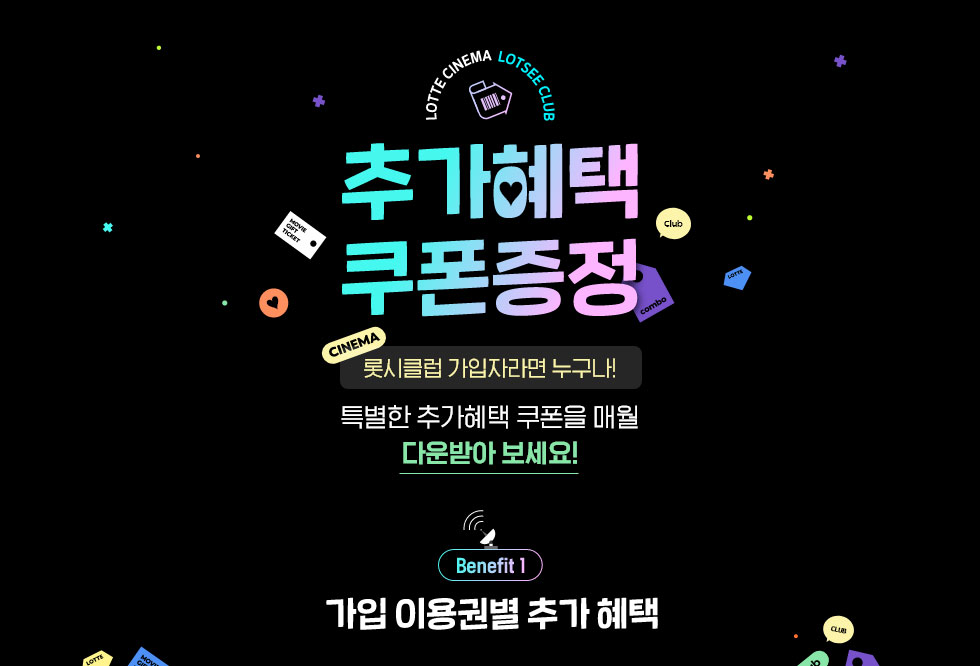 LOTTE CINEMA LOTSEE CLUB
추가혜택
MOVIE
GIFT
TICKET
Club
쿠폰증정
LOTTE
combo
CINEMA
롯시클럽 가입자라면 누구나!
특별한 추가혜택 쿠폰을 매월
다운받아 보세요!
Benefit 1
가입 이용권별 추가 혜택
CLUB
LOTTE
MOVIE